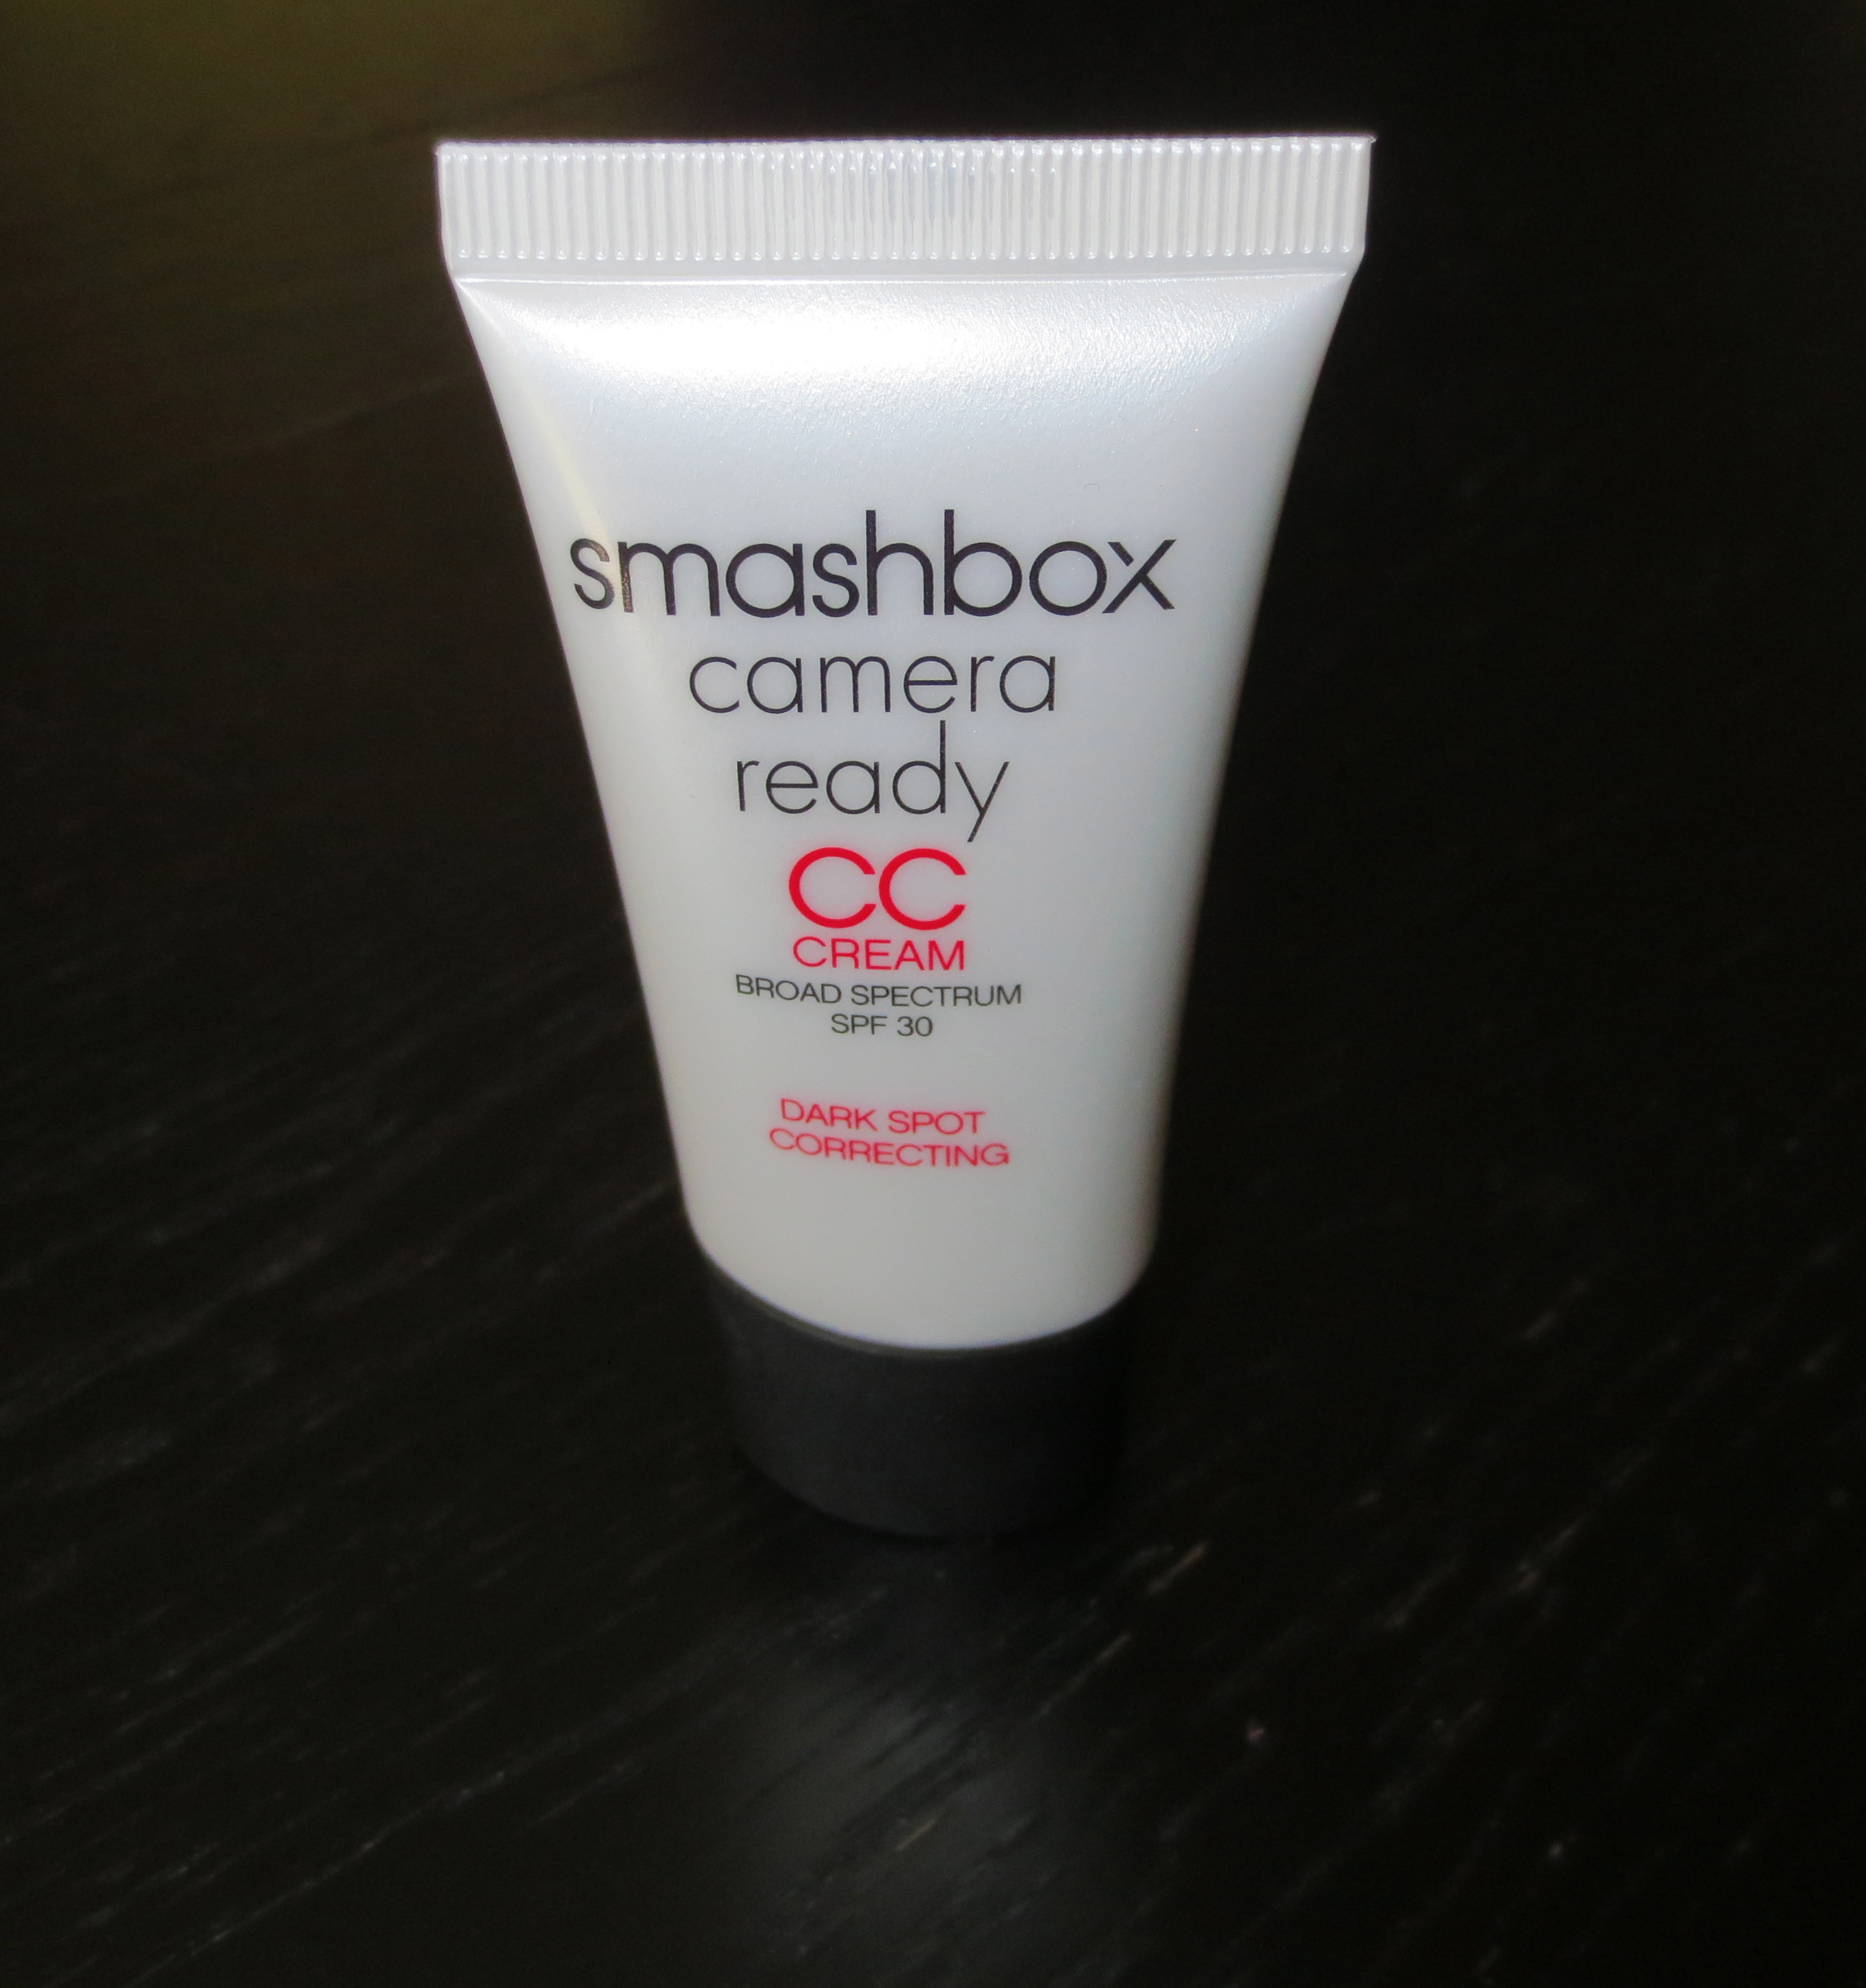 smashbox
camera
ready
CC
CREAM
BROAD SPECTRUM
SPF 30
DARK SPOT
CORRECTING